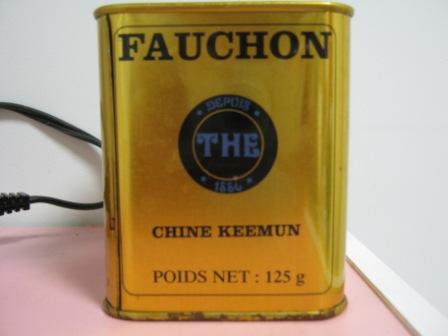 FAUCHON
DEPUIS
THE
1886
CHINE KEEMUN
POIDS NET : 125 g